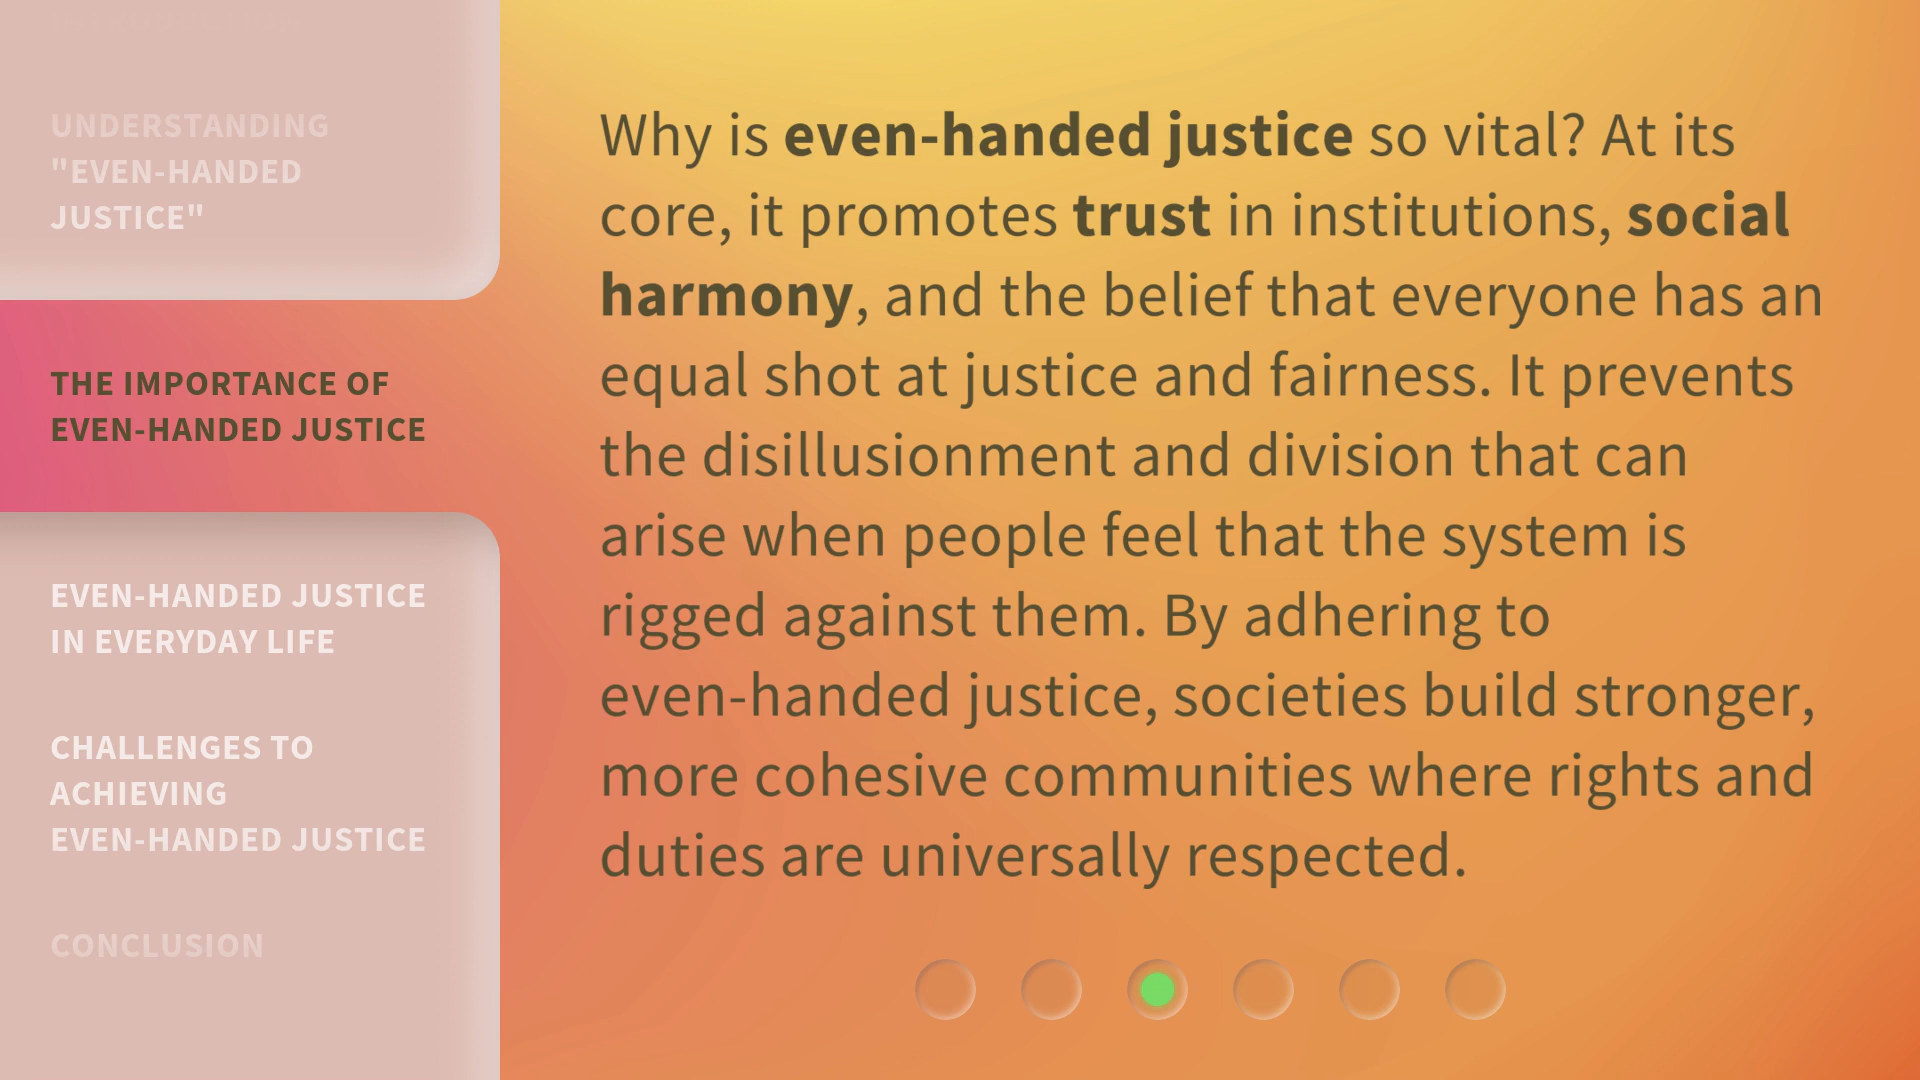 UNDERSTANDING
"EVEN-HANDED
JUSTICE"
THE IMPORTANCE OF
EVEN-HANDED JUSTICE
EVEN-HANDED JUSTICE
IN EVERYDAY LIFE
CHALLENGES TO
ACHIEVING
EVEN-HANDED JUSTICE
CONCLUSION
Why is even-handed justice so vital? At its
core, it promotes trust in institutions, social
harmony, and the belief that everyone has an
equal shot at justice and fairness. It prevents
the disillusionment and division that can
arise when people feel that the system is
rigged against them. By adhering to
even-handed justice, societies build stronger,
more cohesive communities where rights and
duties are universally respected.